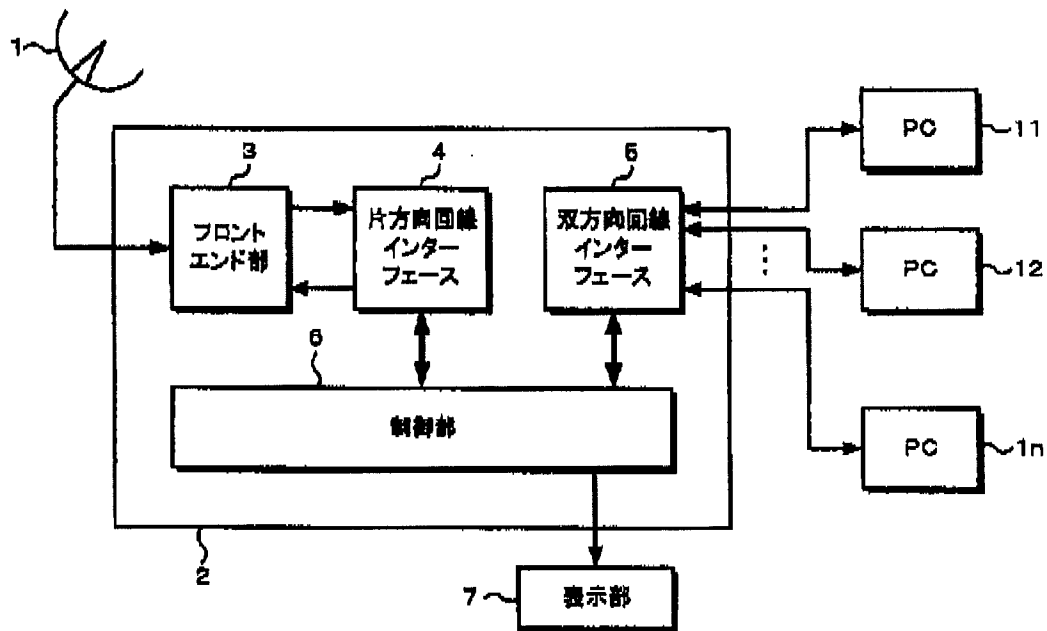 1
PC
11
3
4
5
フロント
エンド部
片方向回線
インター
フェース
双方向回線
インター
フェース
PC
12
6
制御部
PC
1n
2
7
表示部